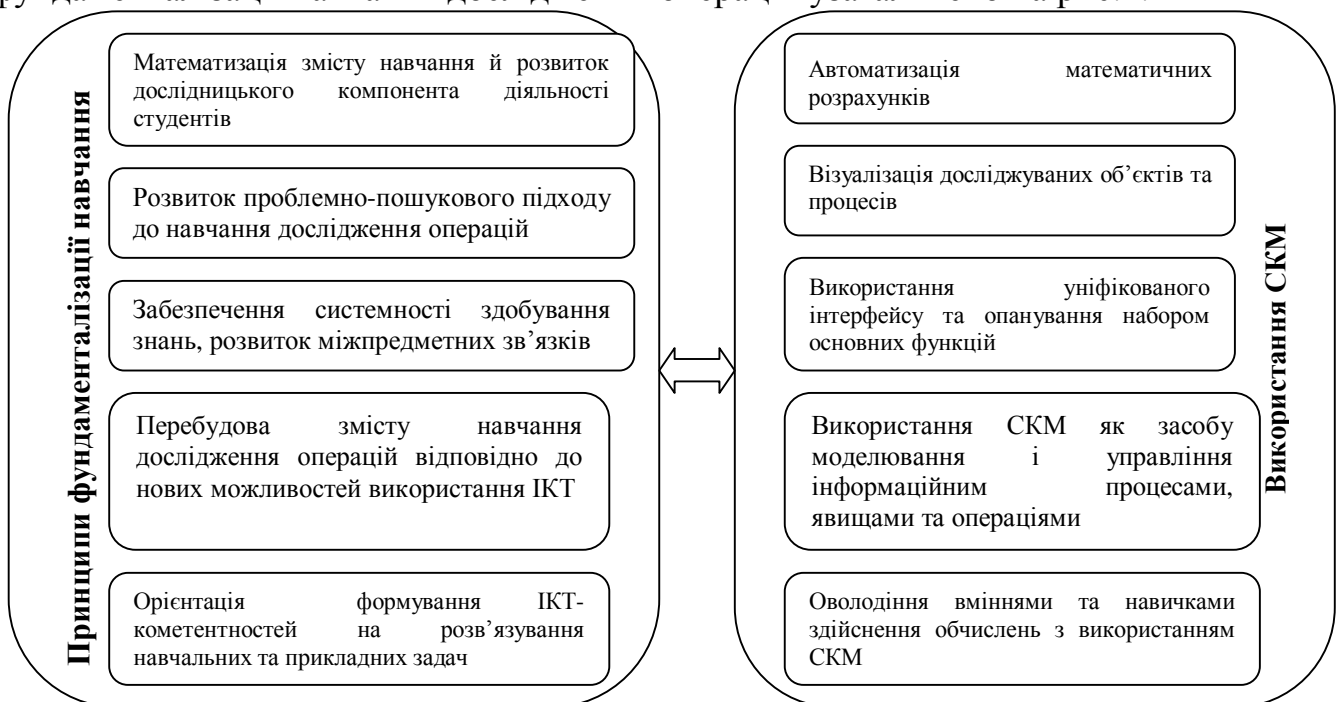 Принципи фундаменталізації навчання
Математизація змісту навчання й розвиток
дослідницького компонента діяльності
студентів
Розвиток проблемно-пошукового підходу
до навчання дослідження операцій
Забезпечення системності здобування
знань, розвиток міжпредметних зв’язків
Перебудова змісту навчання
дослідження операцій відповідно до
нових можливостей використання ІКТ
Орієнтація формування ІКТ-
кометентностей на розв’язування
навчальних та прикладних задач
Автоматизація математичних
розрахунків
Візуалізація досліджуваних об’єктів та
процесів
Використання уніфікованого
інтерфейсу та опанування набором
основних функцій
Використання СКМ як засобу
моделювання і управління
інформаційним процесами,
явищами та операціями
Оволодіння вміннями та навичками
здійснення обчислень з використанням
СКМ
Використання СКМ